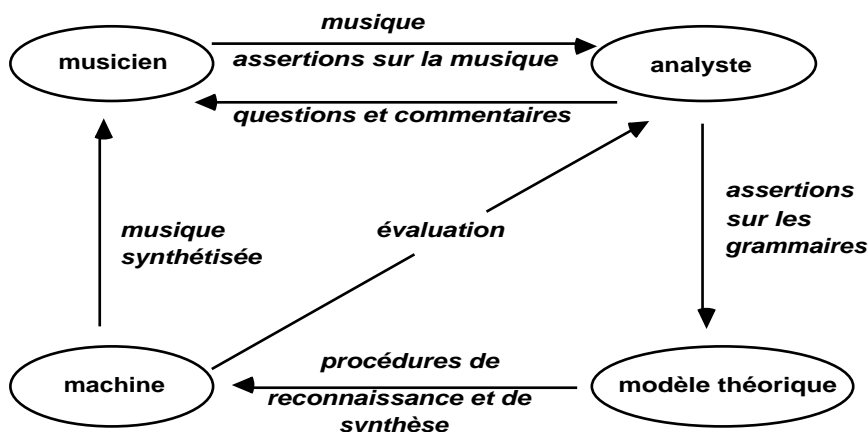 musique
musicien
assertions sur la musique
analyste
questions et commentaires
assertions
sur les
grammaires
musique
synthétisée
évaluation
procédures de
machine
modèle théorique
reconnaissance et de
synthèse